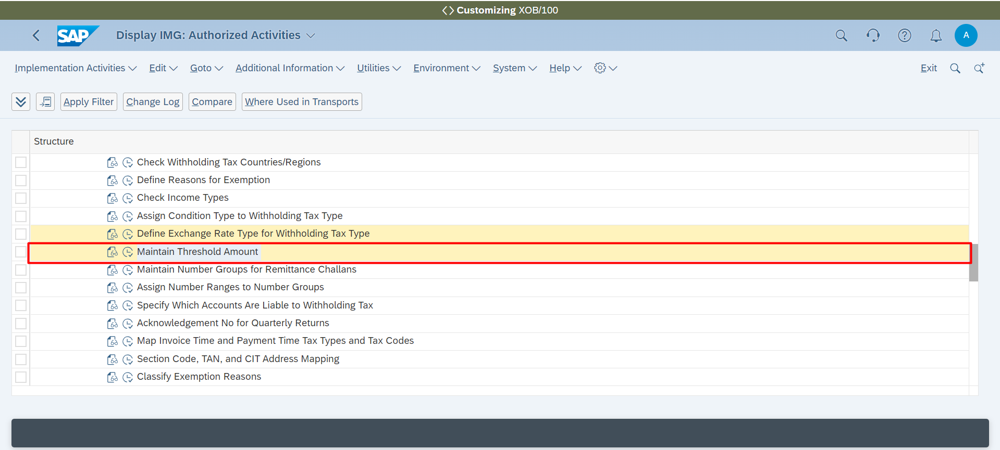 Customizing XOB/100
SAP Display IMG: Authorized Activities A
Implementation Activities Edit Goto Additional Information Utilities Environment System Help Exit
Apply Filter Change Log Compare Where Used in Transports
Structure
Check Withholding Tax Countries/Regions
Define Reasons for Exemption
Check Income Types
Assign Condition Type to Withholding Tax Type
Define Exchange Rate Type for Withholding Tax Type
Maintain Threshold Amount
Maintain Number Groups for Remittance Challans
Assign Number Ranges to Number Groups
Specify Which Accounts Are Liable to Withholding Tax
Acknowledgement No for Quarterly Returns
Map Invoice Time and Payment Time Tax Types and Tax Codes
Section Code, TAN, and CIT Address Mapping
Classify Exemption Reasons